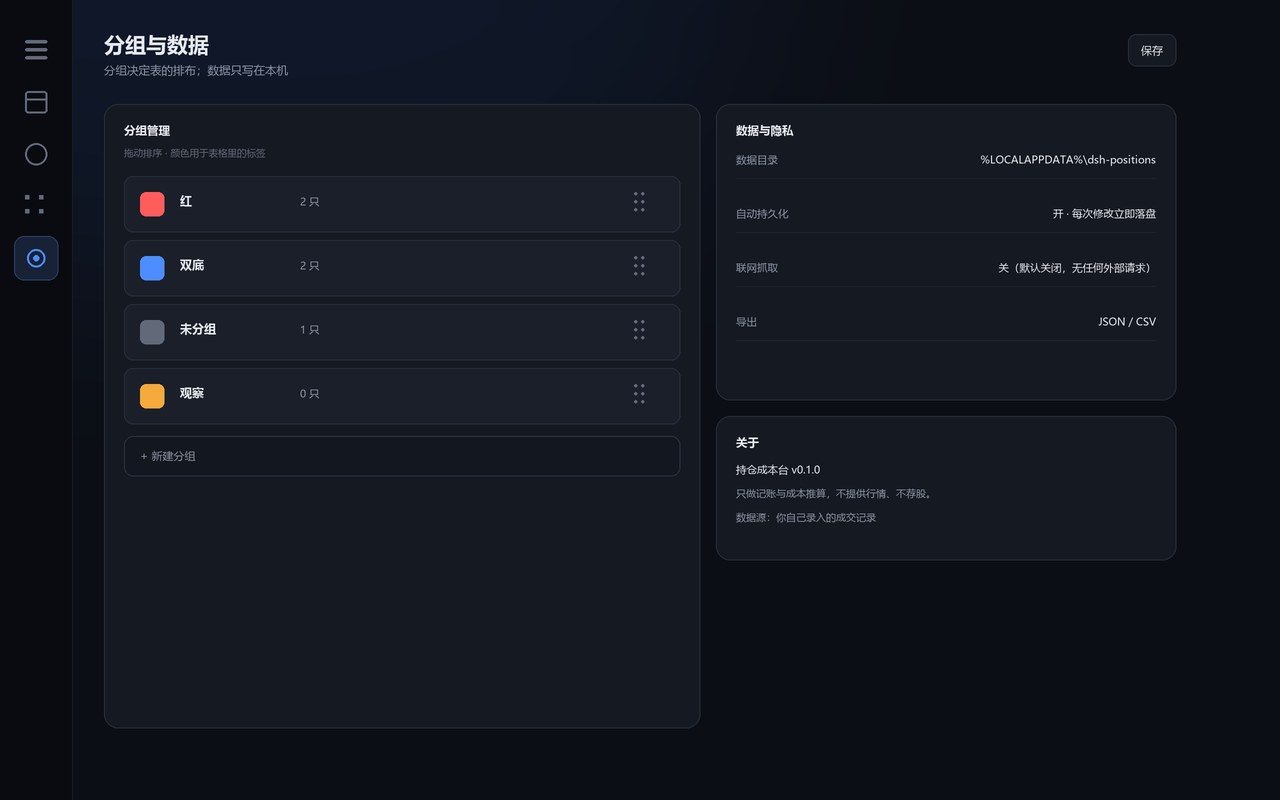 分组与数据
分组决定表的排布；数据只写在本机
保存
分组管理
拖动排序 · 颜色用于表格里的标签
红
2 只
双底
2 只
未分组
1 只
观察
0 只
+ 新建分组
数据与隐私
数据目录
%LOCALAPPDATA%\dsh-positions
自动持久化
开 · 每次修改立即落盘
联网抓取
关（默认关闭，无任何外部请求）
导出
JSON / CSV
关于
持仓成本台 v0.1.0
只做记账与成本推算，不提供行情、不荐股。
数据源：你自己录入的成交记录